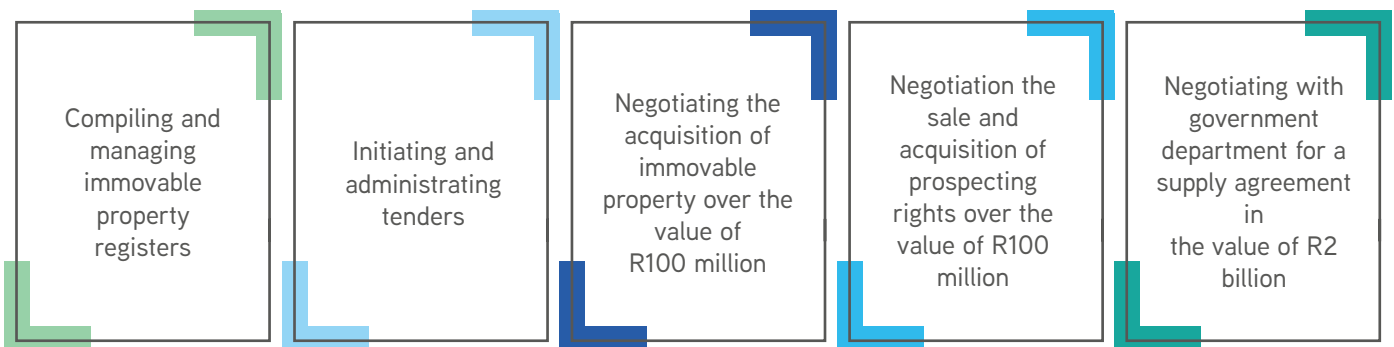 Compiling and
managing
immovable
property
registers
Initiating and
administrating
tenders
Negotiating the
acquisition of
immovable
property over the
value of
R100 million
Negotiation the
sale and
acquisition of
prospecting
rights over the
value of R100
million
Negotiating with
government
department for a
supply agreement
in
the value of R2
billion